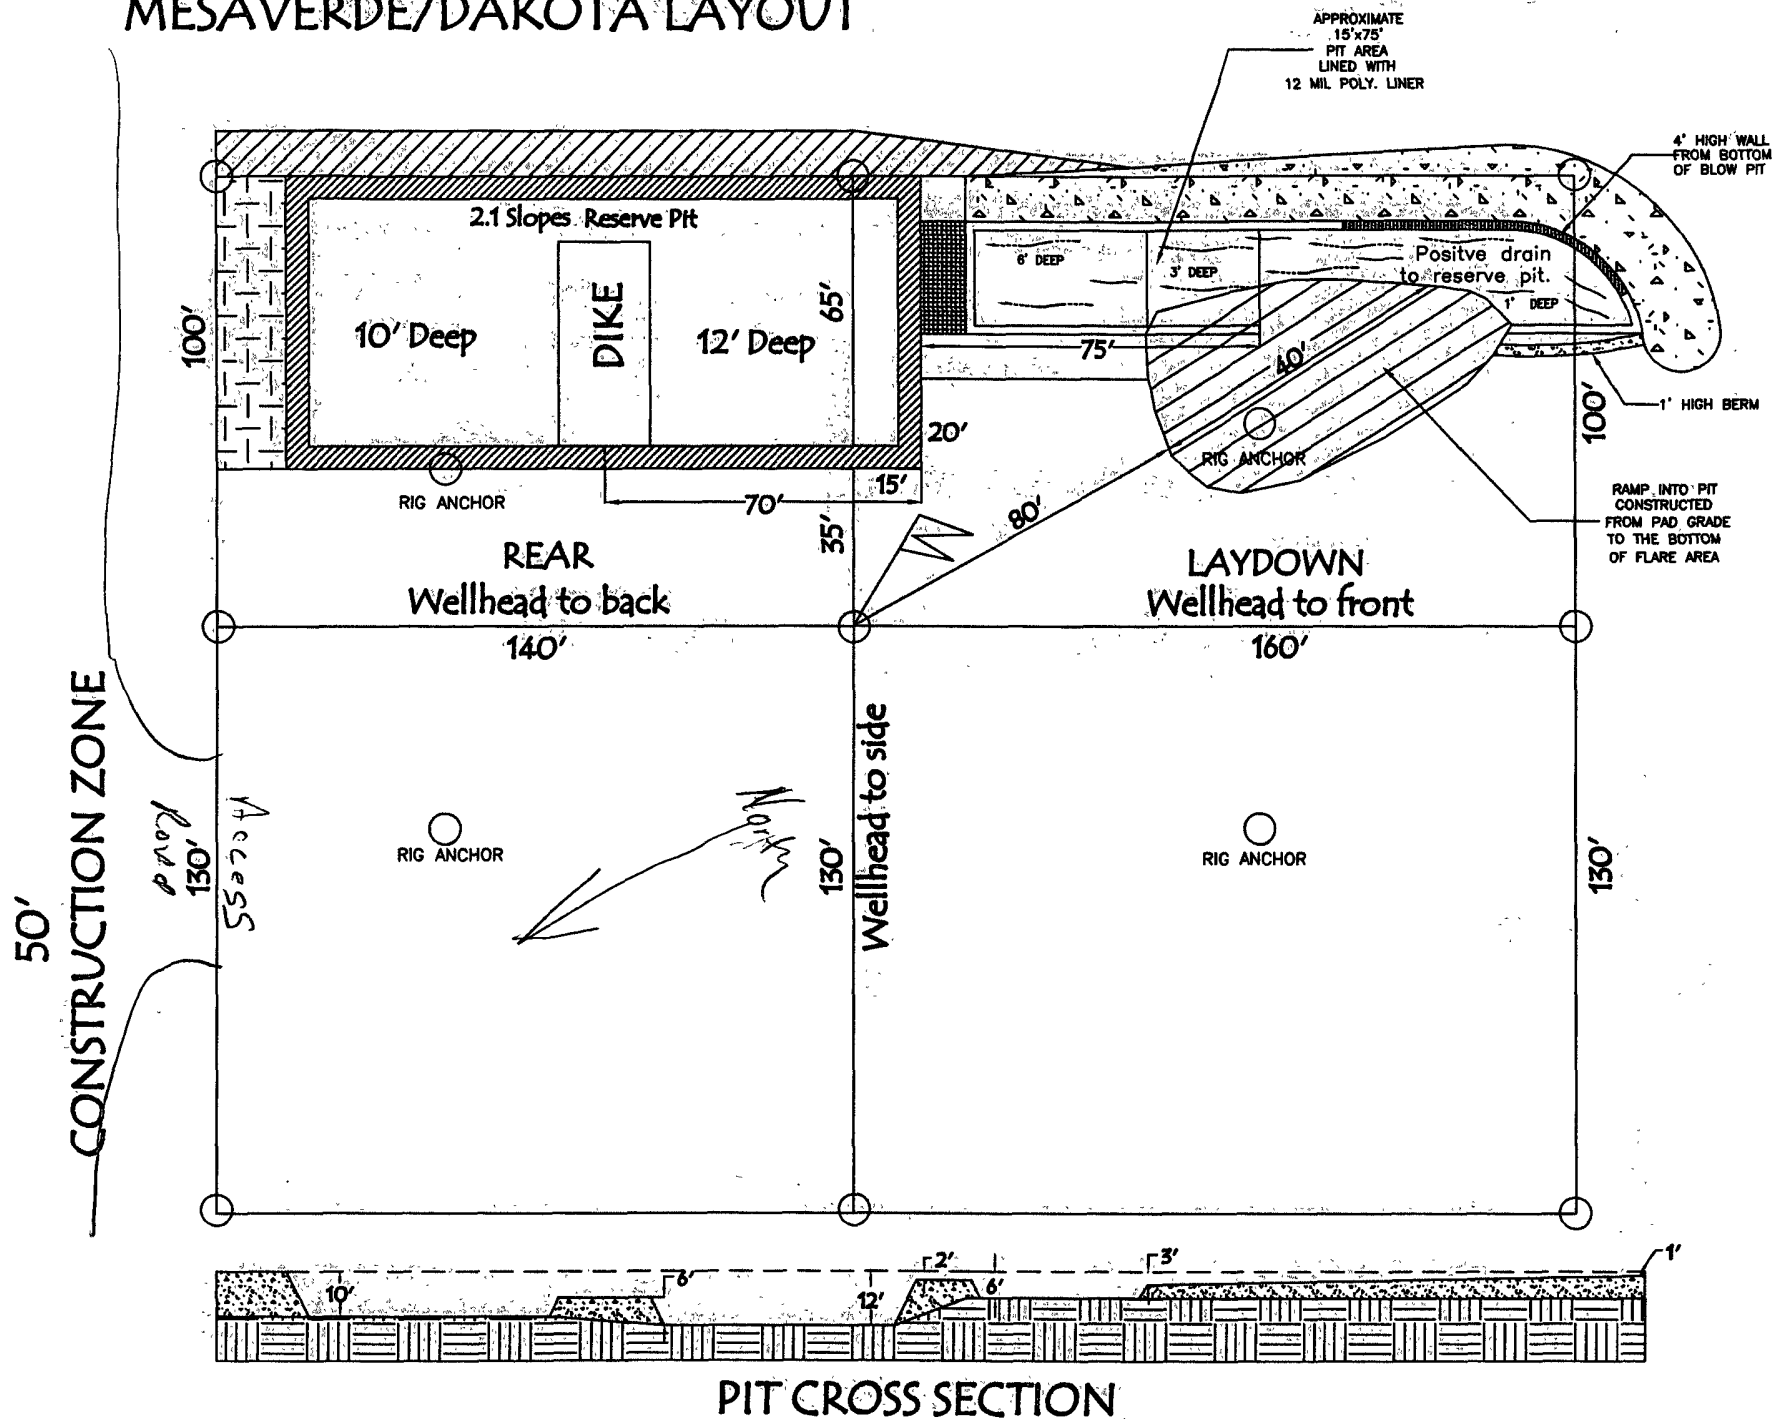 MESAVERDE/DAKOTA LAYOUT
APPROXIMATE
15'x75'
PIT AREA
LINED WITH
12 MIL POLY. LINER
4' HIGH WALL
FROM BOTTOM
OF BLOW PIT
2.1 Slopes Reserve Pit
6' DEEP
3' DEEP
Positve drain
to reserve pit.
1' DEEP
100'
10' Deep
DIKE
12' Deep
65'
75'
40'
100'
1' HIGH BERM
20'
RIG ANCHOR
RIG ANCHOR
15'
70'
35'
80'
RAMP INTO PIT
CONSTRUCTED
FROM PAD GRADE
TO THE BOTTOM
OF FLARE AREA
REAR
Wellhead to back
LAYDOWN
Wellhead to front
140'
160'
50'
CONSTRUCTION ZONE
Access
Road
130'
RIG ANCHOR
North
130'
Wellhead to side
RIG ANCHOR
130'
10'
6'
12'
2'
6'
3'
1'
PIT CROSS SECTION